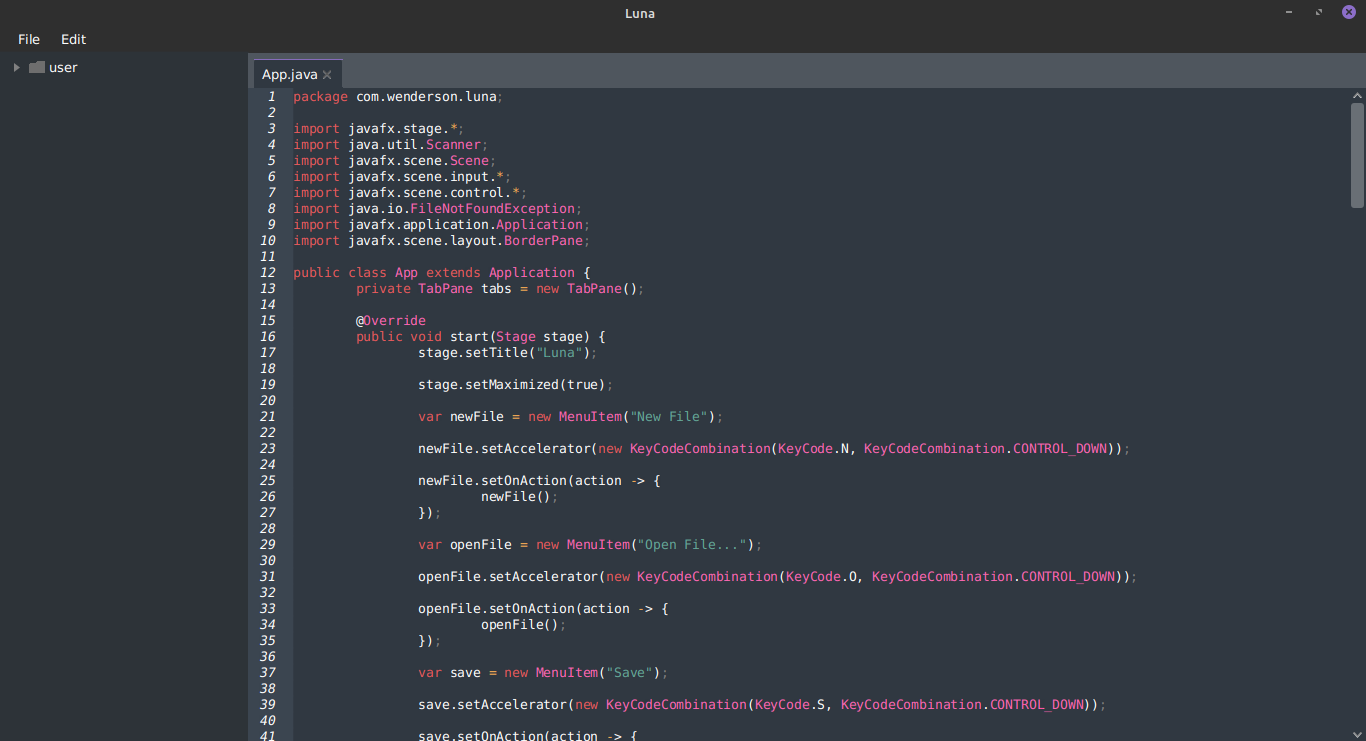 Luna
File Edit
user
App.java
1 package com.wenderson.luna;
2
3 import javafx.stage.*;
4 import java.util.Scanner;
5 import javafx.scene.Scene;
6 import javafx.scene.input.*;
7 import javafx.scene.control.*;
8 import java.io.FileNotFoundException;
9 import javafx.application.Application;
10 import javafx.scene.layout.BorderPane;
11
12 public class App extends Application {
13 private TabPane tabs = new TabPane();
14
15 @Override
16 public void start(Stage stage) {
17 stage.setTitle("Luna");
18
19 stage.setMaximized(true);
20
21 var newFile = new MenuItem("New File");
22
23 newFile.setAccelerator(new KeyCodeCombination(KeyCode.N, KeyCodeCombination.CONTROL_DOWN));
24
25 newFile.setOnAction(action -> {
26 newFile();
27 });
28
29 var openFile = new MenuItem("Open File...");
30
31 openFile.setAccelerator(new KeyCodeCombination(KeyCode.O, KeyCodeCombination.CONTROL_DOWN));
32
33 openFile.setOnAction(action -> {
34 openFile();
35 });
36
37 var save = new MenuItem("Save");
38
39 save.setAccelerator(new KeyCodeCombination(KeyCode.S, KeyCodeCombination.CONTROL_DOWN));
40
41 save.setOnAction(action -> {